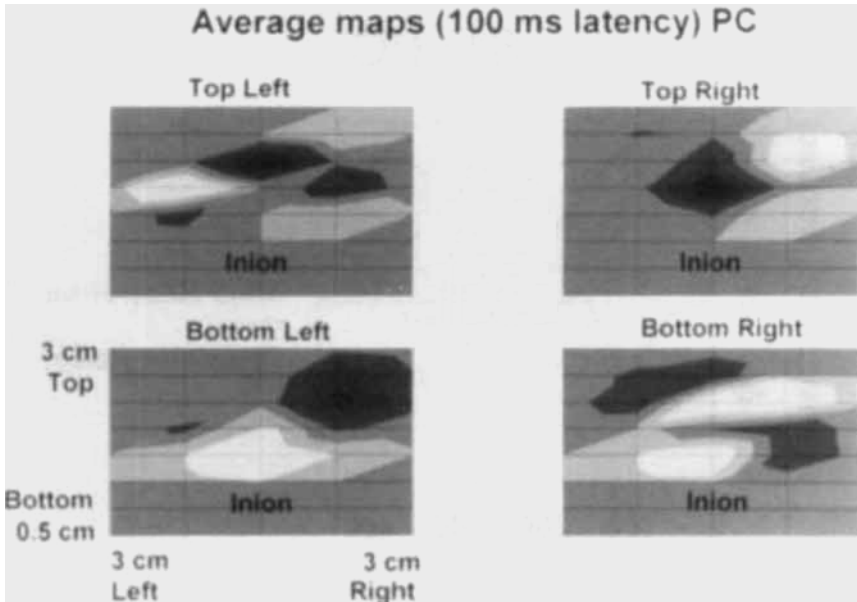 Average maps (100 ms latency) PC
Top Left
Top Right
Inion
Inion
Bottom Left
Bottom Right
3 cm
Top
Inion
Inion
Bottom
0.5 cm
3 cm
Left
3 cm
Right